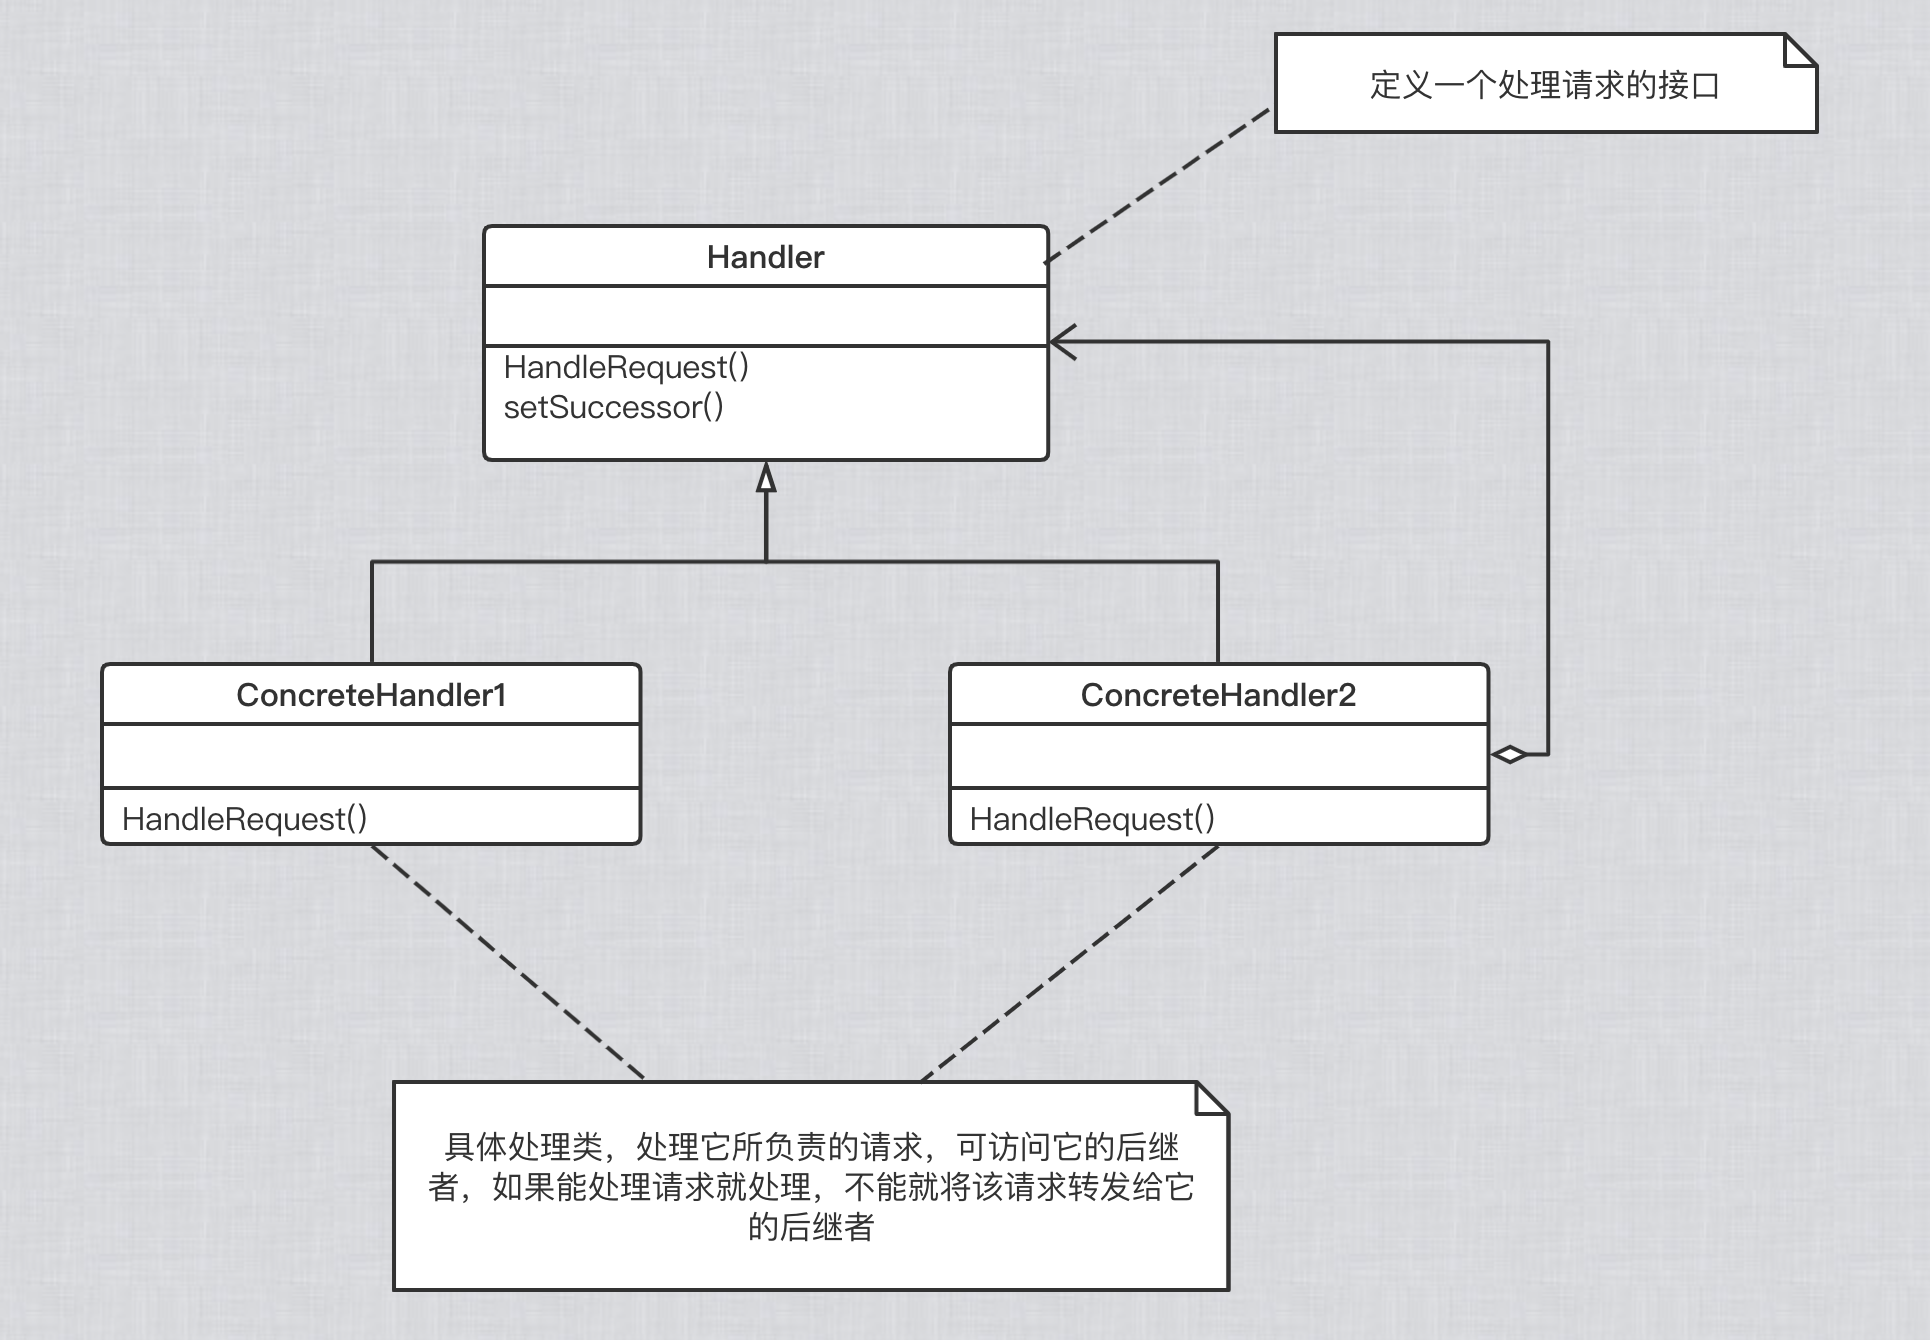 定义一个处理请求的接口
Handler
HandleRequest()
setSuccessor()
ConcreteHandler1
HandleRequest()
ConcreteHandler2
HandleRequest()
具体处理类，处理它所负责的请求，可访问它的后继
者，如果能处理请求就处理，不能就将该请求转发给它
的后继者